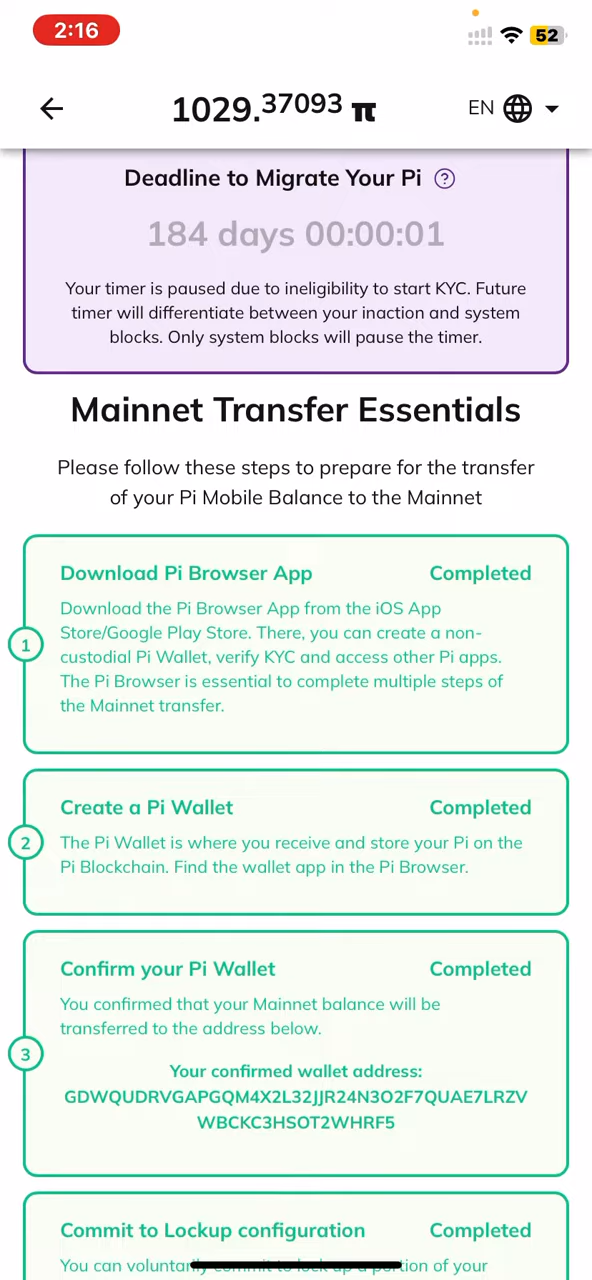 2:16
52
1029.37093 π
EN
Deadline to Migrate Your Pi ?
184 days 00:00:01
Your timer is paused due to ineligibility to start KYC. Future
timer will differentiate between your inaction and system
blocks. Only system blocks will pause the timer.
Mainnet Transfer Essentials
Please follow these steps to prepare for the transfer
of your Pi Mobile Balance to the Mainnet
Download Pi Browser App Completed
Download the Pi Browser App from the iOS App
Store/Google Play Store. There, you can create a non-
1
custodial Pi Wallet, verify KYC and access other Pi apps.
The Pi Browser is essential to complete multiple steps of
the Mainnet transfer.
Create a Pi Wallet Completed
2
The Pi Wallet is where you receive and store your Pi on the
Pi Blockchain. Find the wallet app in the Pi Browser.
Confirm your Pi Wallet Completed
You confirmed that your Mainnet balance will be
transferred to the address below.
3
Your confirmed wallet address:
GDWQUDRVGAPGQM4X2L32JJR24N3O2F7QUAE7LRZV
WBCKC3HSOT2WHRF5
Commit to Lockup configuration Completed
You can voluntarily commit to lock up a portion of your